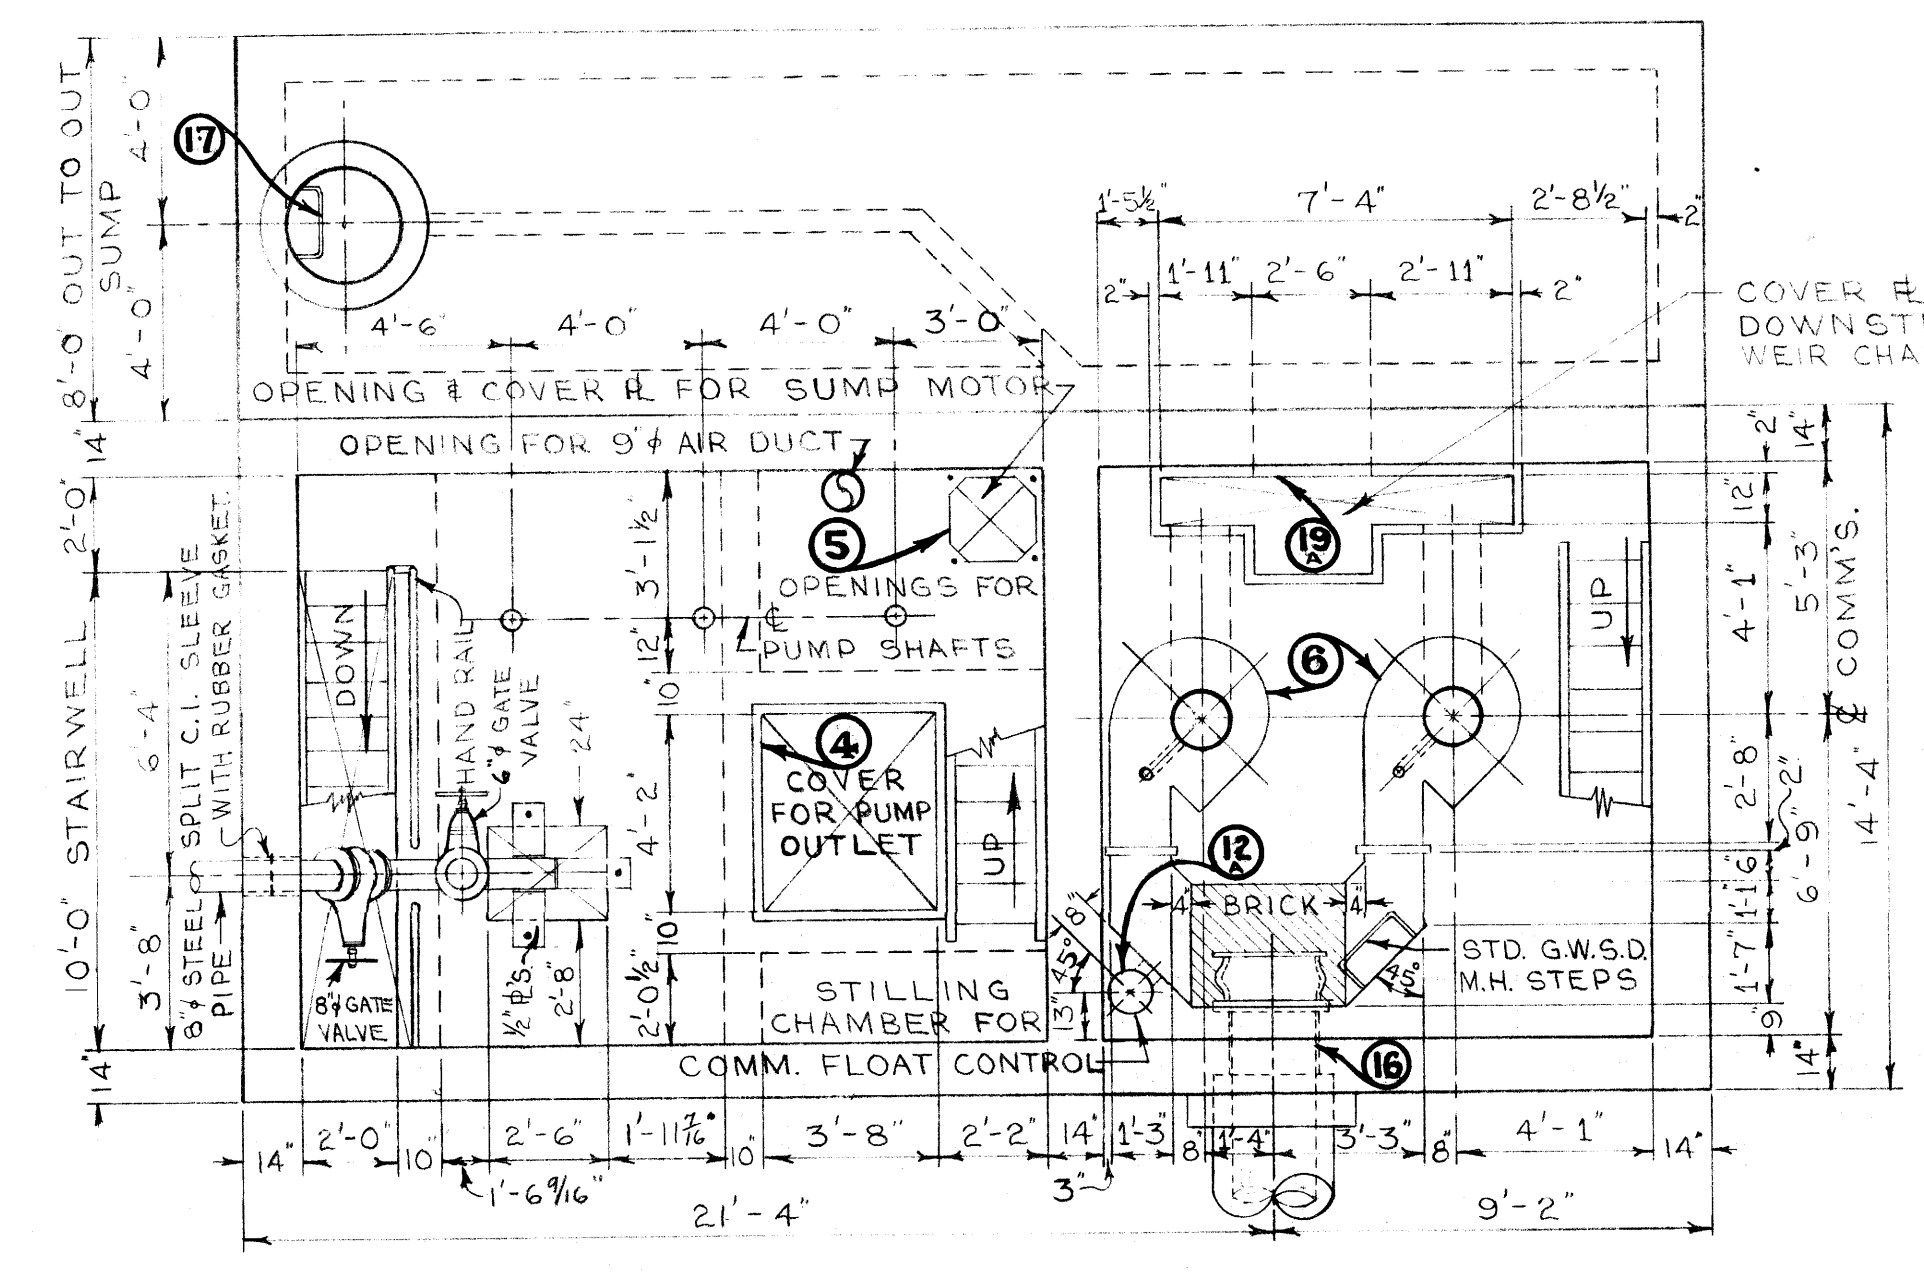 8'-0" OUT TO OUT
SUMP
4'-0"
4'-0"
17
1'-5½"
7'-4"
2'-8½"
2"
2"
1'-11"
2'-6"
2'-11"
2"
COVER ℙL
DOWNST
WEIR CHA
4'-6"
4'-0"
4'-0"
3'-0"
OPENING & COVER ℙL FOR SUMP MOTOR
OPENING FOR 9"ϕ AIR DUCT
14"
2'-0"
10'-0" STAIRWELL
6'-4"
3'-8"
14"
8"ϕ STEEL
PIPE
SPLIT C.I. SLEEVE
WITH RUBBER GASKET.
DOWN
HAND RAIL
6"ϕ GATE
VALVE
24"
8"ϕ GATE
VALVE
½" ℙL'S.
2'-8"
3'-1½"
12"
10"
4'-2"
10"
2'-0½"
5
OPENINGS FOR
℄
PUMP SHAFTS
4
COVER
FOR PUMP
OUTLET
UP
STILLING
CHAMBER FOR
COMM. FLOAT CONTROL
19
A
6
UP
12
A
8"
45°
13"
4"
BRICK
4"
45°
STD. G.W.S.D.
M.H. STEPS
16
2"
14"
12"
4'-1"
5'-3"
℄ COMM'S.
2'-8"
2"
6"
1'-1"
6'-9"
14'-4"
1'-7"
9"
14"
14"
2'-0"
10"
2'-6"
1'-11 7/16"
10"
3'-8"
2'-2"
14"
1'-3"
8"
1'-4"
3'-3"
8"
4'-1"
14"
1'-6 9/16"
3"
21'-4"
9'-2"